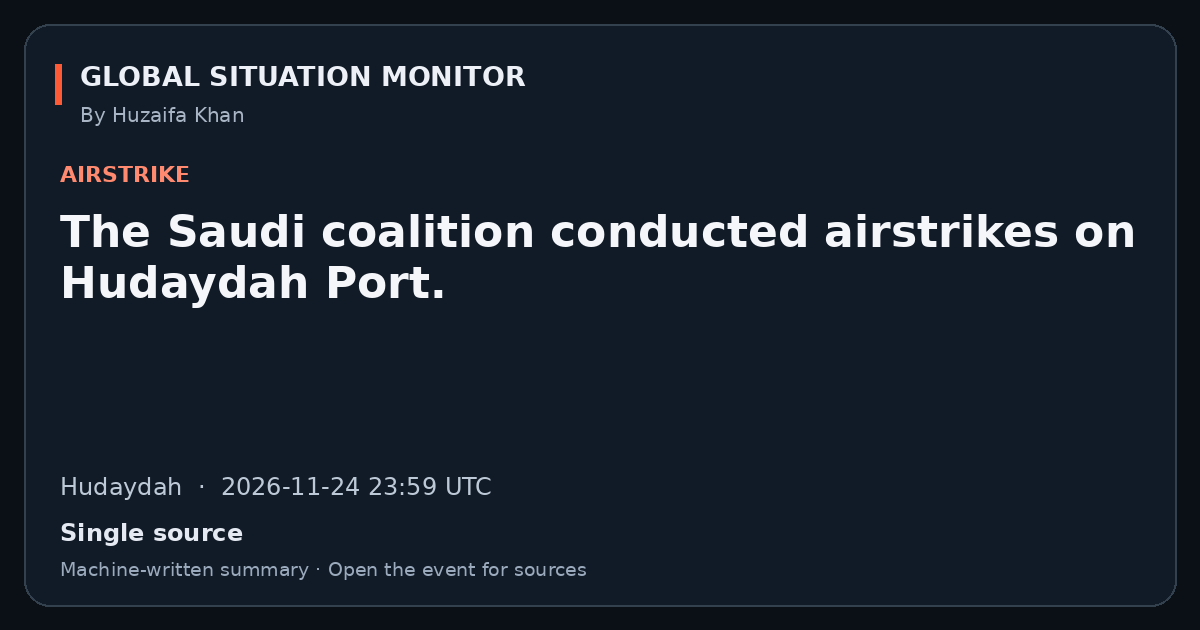 GLOBAL SITUATION MONITOR
By Huzaifa Khan
AIRSTRIKE
The Saudi coalition conducted airstrikes on
Hudaydah Port.
Hudaydah · 2026-11-24 23:59 UTC
Single source
Machine-written summary · Open the event for sources